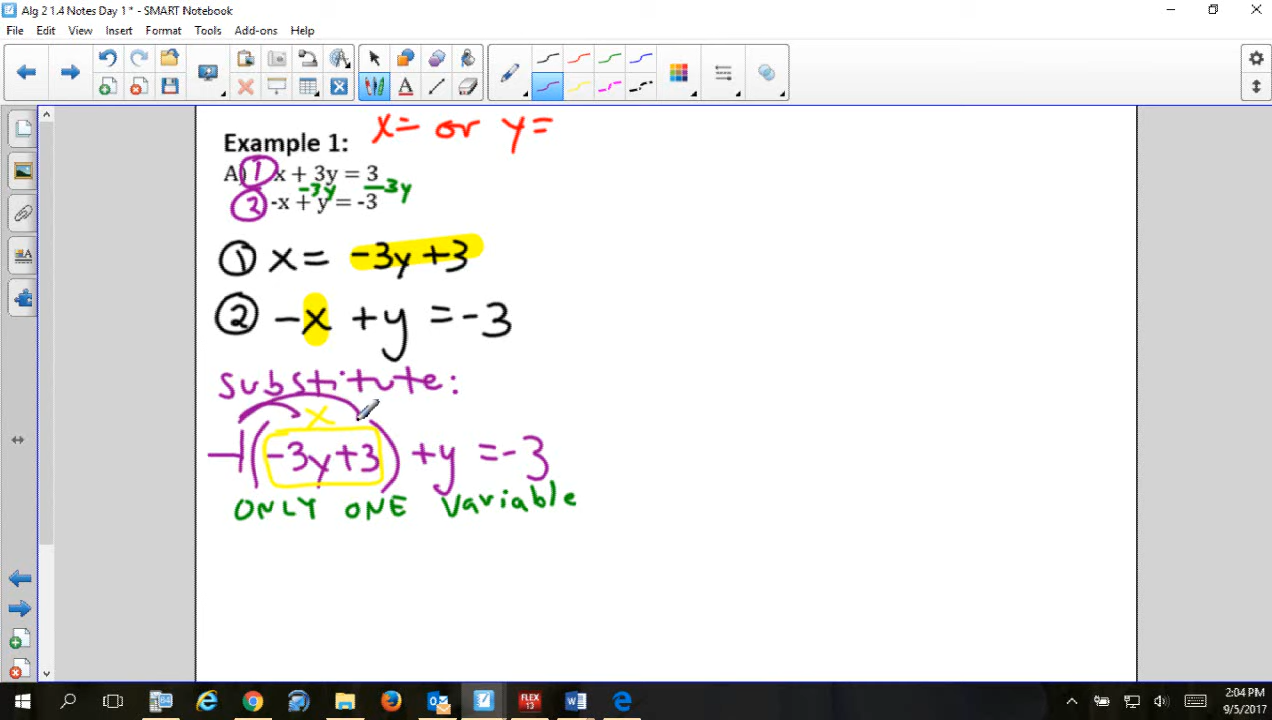 Alg 2 1.4 Notes Day 1 * - SMART Notebook
File Edit View Insert Format Tools Add-ons Help
x= or y=
Example 1:
A) 1 x + 3y = 3
-3y -3y
2 -x + y = -3
1 x = -3y +3
2 -x +y = -3
substitute:
x
-1(-3y+3) +y = -3
ONLY ONE variable
FLEX 13
2:04 PM
9/5/2017